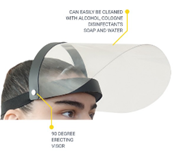 CAN EASILY BE CLEANED
WITH ALCOHOL, COLOGNE
DISINFECTANTS
SOAP AND WATER
90 DEGREE
ERECTING
VISOR